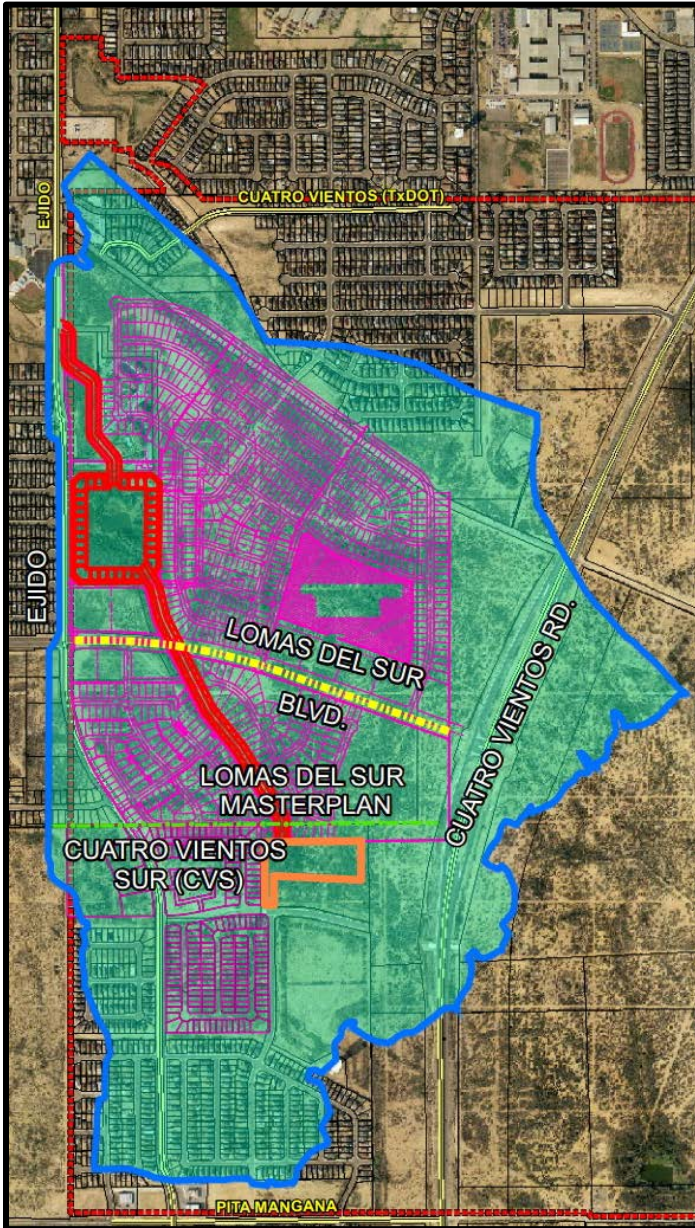 EJIDO
CUATRO VIENTOS (TxDOT)
EJIDO
LOMAS DEL SUR
BLVD.
CUATRO VIENTOS RD.
LOMAS DEL SUR
MASTERPLAN
CUATRO VIENTOS
SUR (CVS)
PITA MANGANA